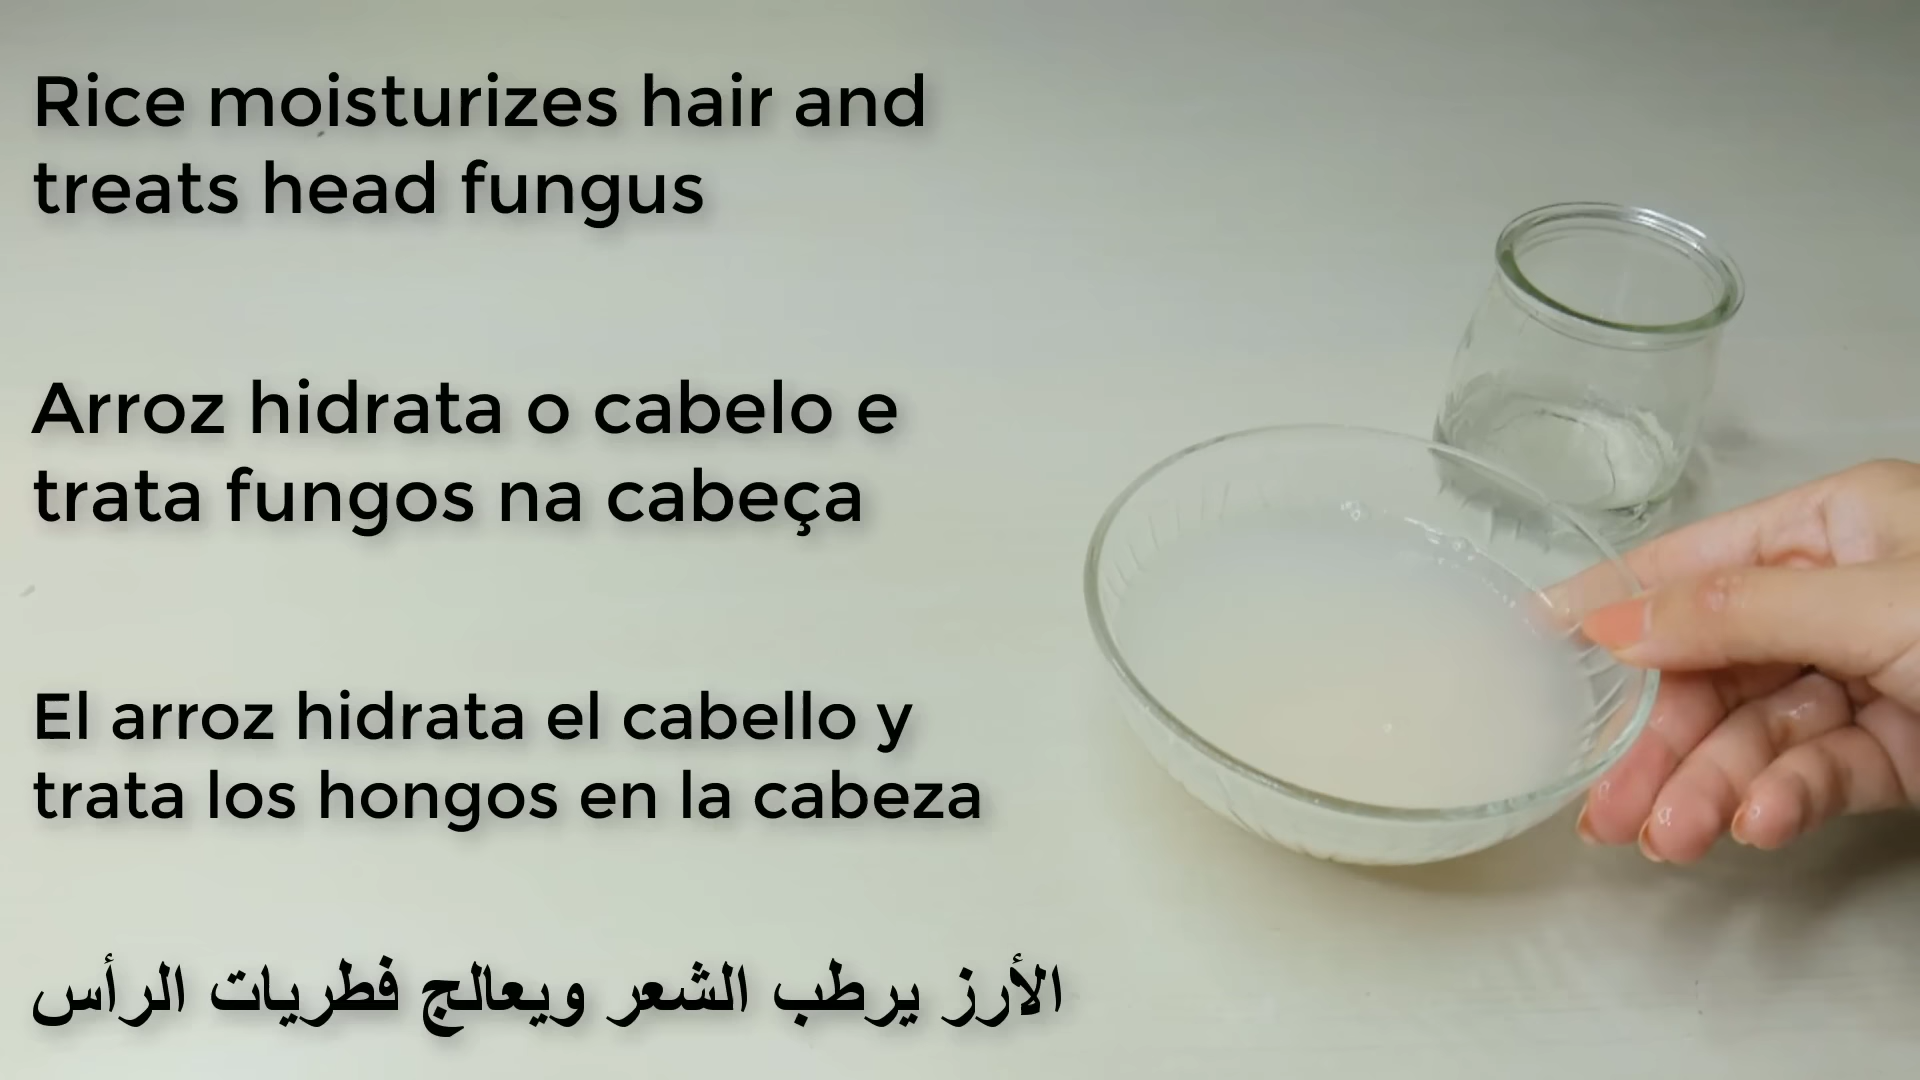 Rice moisturizes hair and
treats head fungus
Arroz hidrata o cabelo e
trata fungos na cabeça
El arroz hidrata el cabello y
trata los hongos en la cabeza
الأرز يرطب الشعر ويعالج فطريات الرأس